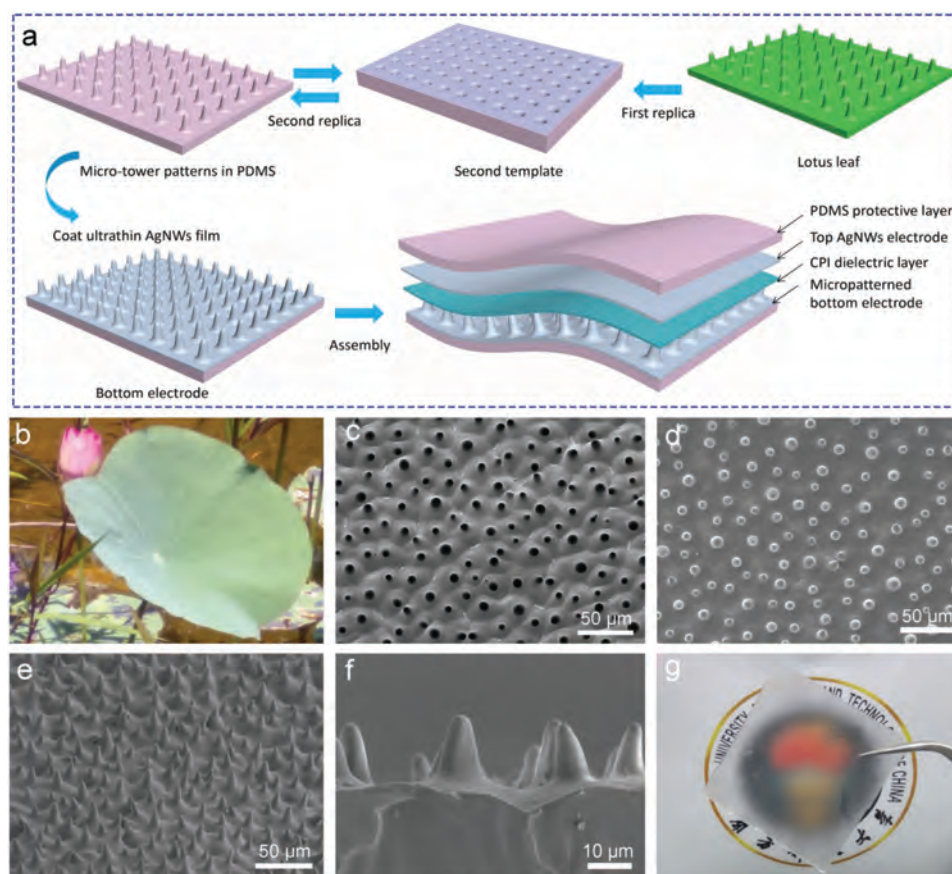 a
Second replica
First replica
Micro-tower patterns in PDMS
Second template
Lotus leaf
Coat ultrathin AgNWs film
PDMS protective layer
Top AgNWs electrode
CPI dielectric layer
Micropatterned
bottom electrode
Assembly
Bottom electrode
b
c
50 μm
d
50 μm
e
50 μm
f
10 μm
g
UNIVERSITY
AND TECHNOLOGY
CHINA